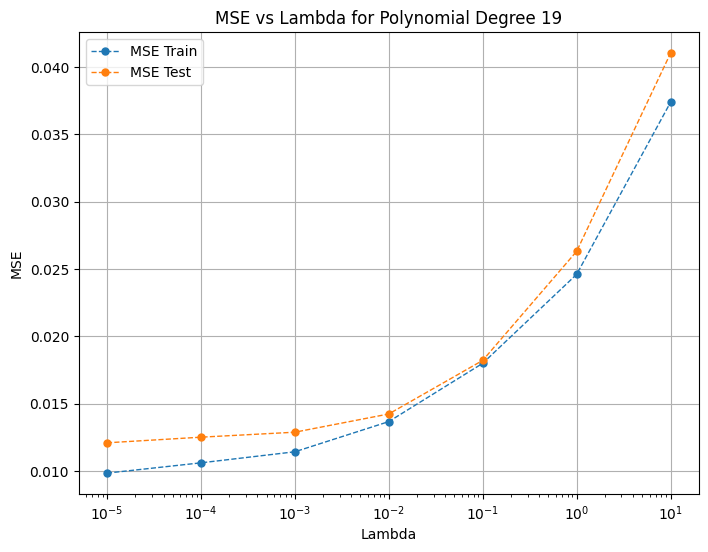 MSE vs Lambda for Polynomial Degree 19
MSE Train
MSE Test
0.040
0.035
0.030
0.025
0.020
0.015
0.010
MSE
10⁻⁵ 10⁻⁴ 10⁻³ 10⁻² 10⁻¹ 10⁰ 10¹
Lambda